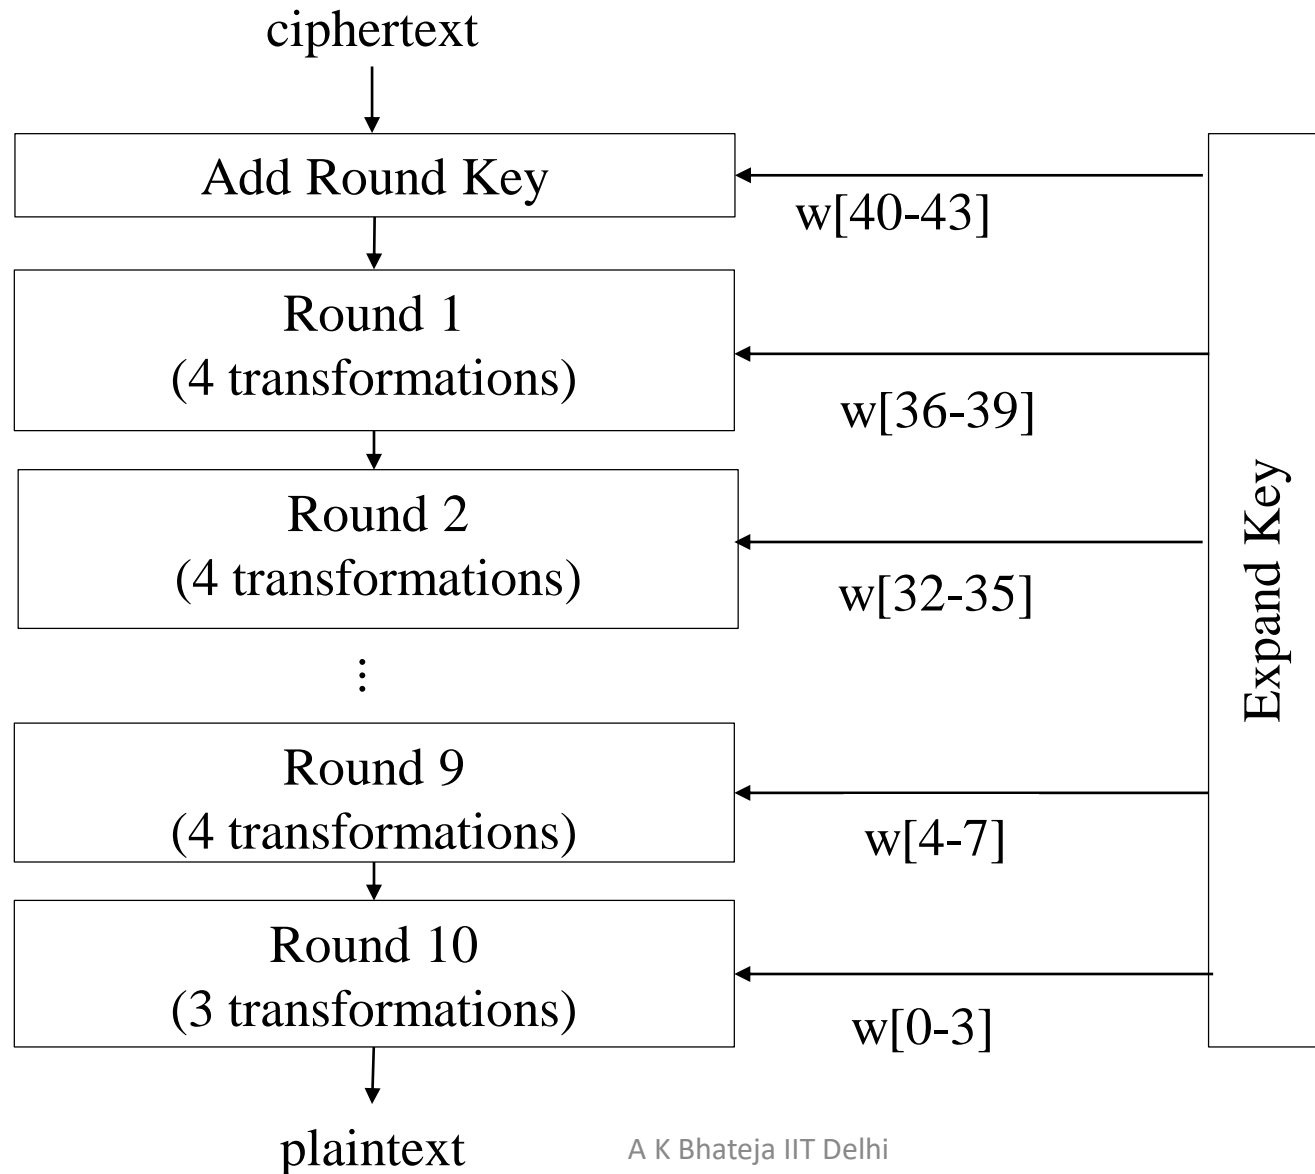 ciphertext
Add Round Key
w[40-43]
Round 1
(4 transformations)
w[36-39]
Round 2
(4 transformations)
w[32-35]
⋮
Round 9
(4 transformations)
w[4-7]
Round 10
(3 transformations)
w[0-3]
Expand Key
plaintext
A K Bhateja IIT Delhi